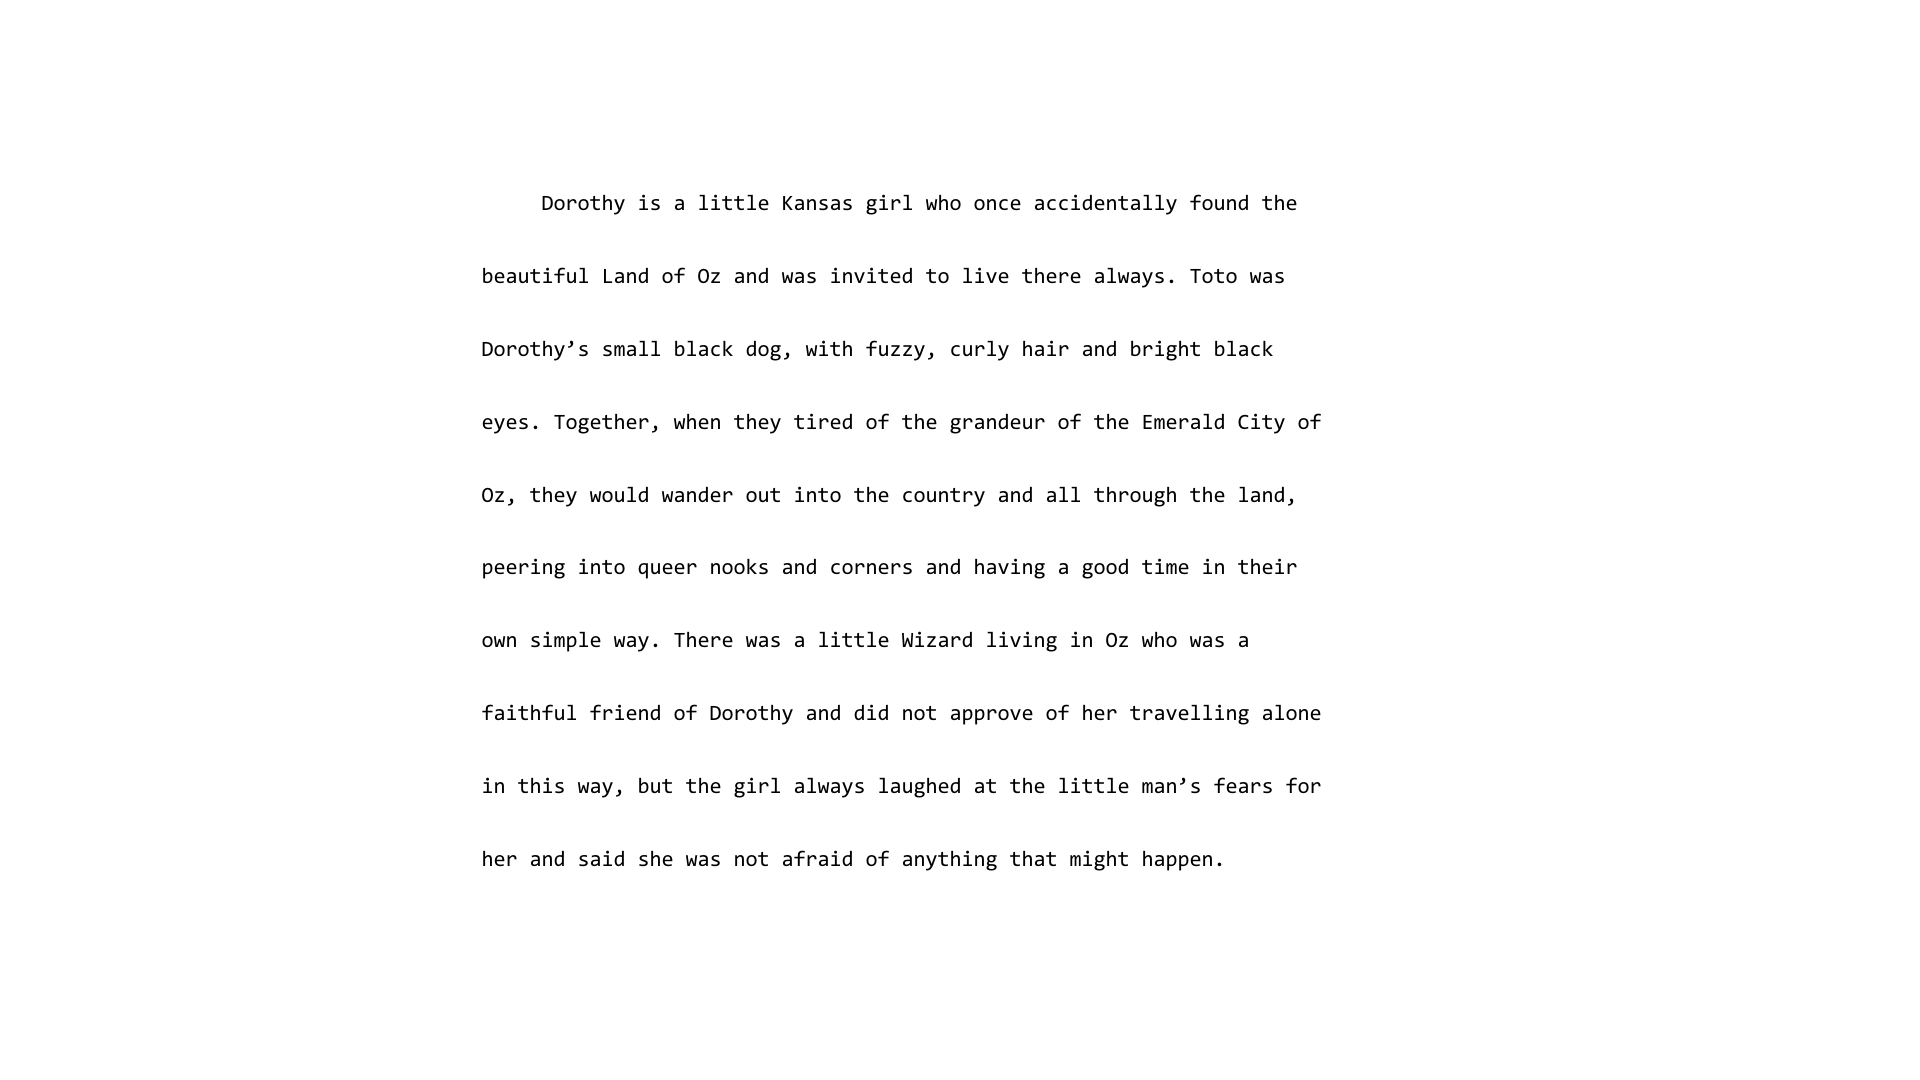 Dorothy is a little Kansas girl who once accidentally found the
beautiful Land of Oz and was invited to live there always. Toto was
Dorothy’s small black dog, with fuzzy, curly hair and bright black
eyes. Together, when they tired of the grandeur of the Emerald City of
Oz, they would wander out into the country and all through the land,
peering into queer nooks and corners and having a good time in their
own simple way. There was a little Wizard living in Oz who was a
faithful friend of Dorothy and did not approve of her travelling alone
in this way, but the girl always laughed at the little man’s fears for
her and said she was not afraid of anything that might happen.